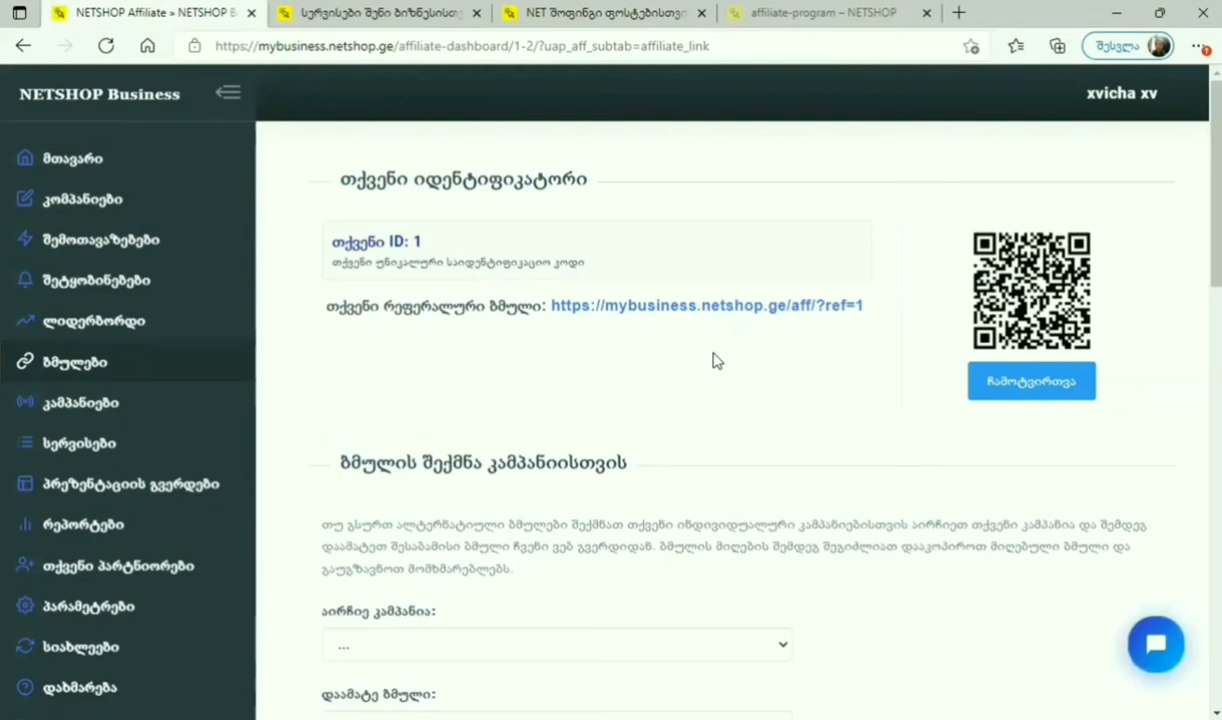 NETSHOP Affiliate » NETSHOP B
სერვისები შენი ბიზნესისთ
NET შოფინგი ფოსტებისთვი
affiliate-program – NETSHOP
https://mybusiness.netshop.ge/affiliate-dashboard/1-2/?uap_aff_subtab=affiliate_link
შესვლა
NETSHOP Business
xvicha xv
მთავარი
კომპანიები
შემოთავაზებები
შეტყობინებები
ლიდერბორდი
ბმულები
კამპანიები
სერვისები
პრეზენტაციის გვერდები
რეპორტები
თქვენი პარტნიორები
პარამეტრები
სიახლეები
დახმარება
თქვენი იდენტიფიკატორი
თქვენი ID: 1
თქვენი უნიკალური საიდენტიფიკაციო კოდი
თქვენი რეფერალური ბმული: https://mybusiness.netshop.ge/aff/?ref=1
ჩამოტვირთვა
ბმულის შექმნა კამპანიისთვის
თუ გსურთ ალტერნატიული ბმულები შექმნათ თქვენი ინდივიდუალური კამპანიებისთვის აირჩიეთ თქვენი კამპანია და შემდეგ
დაამატეთ შესაბამისი ბმული ჩვენი ვებ გვერდიდან. ბმულის მიღების შემდეგ შეგიძლიათ დააკოპიროთ მიღებული ბმული და
გაუგზავნოთ მომხმარებლებს.
აირჩიე კამპანია:
...
დაამატე ბმული: